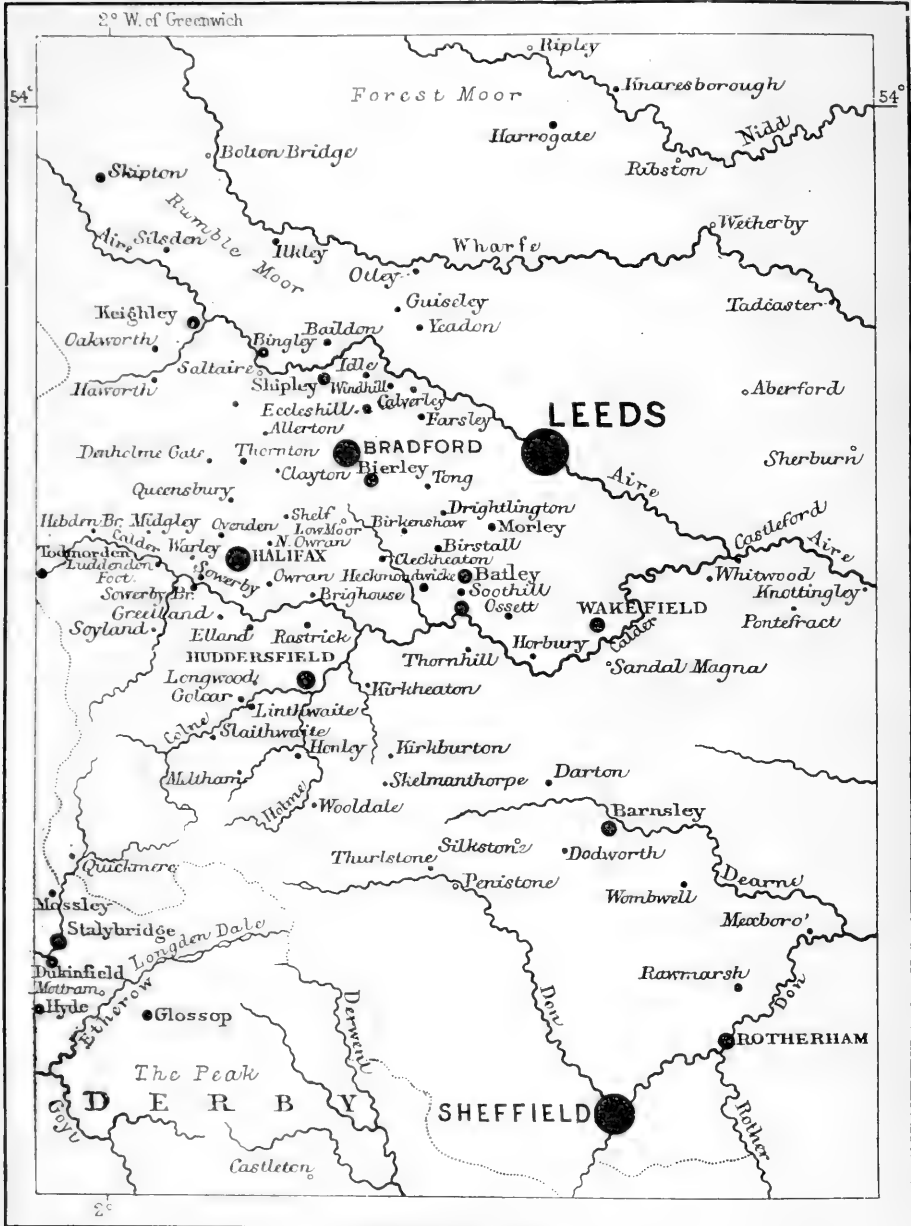 2° W. of Greenwich
54°
54°
Ripley
Knaresborough
Forest Moor
Harrogate
Nidd
Bolton Bridge
Ribston
Skipton
Rumble Moor
Wetherby
Aire
Silsden
Ilkley
Wharfe
Otley
Guiseley
Tadcaster
Keighley
Yeadon
Oakworth
Bingley
Baildon
Saltaire
Idle
Haworth
Shipley
Windhill
Calverley
Aberford
Eccleshill
Farsley
LEEDS
Allerton
Denholme Gate
Thornton
BRADFORD
Sherburn
Clayton
Bierley
Tong
Aire
Queensbury
Shelf
Drightlington
Hebden Br.
Midgley
Ovenden
Low Moor
Birkenshaw
Morley
Castleford
Calder
Warley
N. Owran
Birstall
Aire
Todmorden
HALIFAX
Cleckheaton
Luddenden Foot
Sowerby
Owran
Heckmondwicke
Batley
Whitwood
Sowerby Br.
Brighouse
Soothill
Knottingley
Greetland
Ossett
WAKEFIELD
Pontefract
Soyland
Elland
Rastrick
Horbury
Calder
HUDDERSFIELD
Thornhill
Sandal Magna
Longwood
Kirkheaton
Golcar
Linthwaite
Colne
Slaithwaite
Honley
Kirkburton
Meltham
Skelmanthorpe
Darton
Holme
Wooldale
Barnsley
Silkstone
Dodworth
Quickmere
Thurlstone
Penistone
Dearne
Wombwell
Mossley
Mexboro'
Stalybridge
Longden Dale
Dukinfield
Rawmarsh
Mottram
Hyde
Etherow
Glossop
Derwent
Don
Don
ROTHERHAM
The Peak
DERBY
Goyt
SHEFFIELD
Rother
Castleton
2°